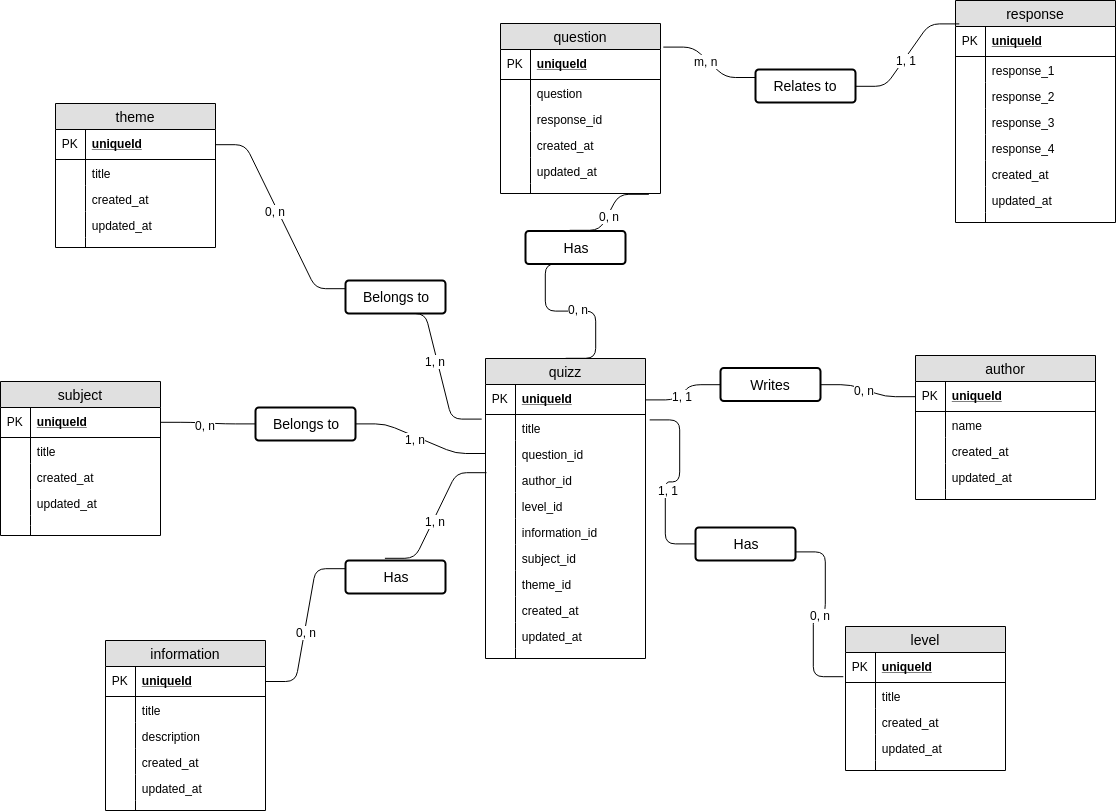 response
PK uniqueId
response_1
response_2
response_3
response_4
created_at
updated_at
question
PK uniqueId
question
response_id
created_at
updated_at
m, n
Relates to
1, 1
theme
PK uniqueId
title
created_at
updated_at
0, n
Belongs to
1, n
0, n
Has
0, n
quizz
PK uniqueId
title
question_id
author_id
level_id
information_id
subject_id
theme_id
created_at
updated_at
1, 1
Writes
0, n
author
PK uniqueId
name
created_at
updated_at
subject
PK uniqueId
title
created_at
updated_at
0, n
Belongs to
1, n
1, n
Has
0, n
1, 1
Has
0, n
information
PK uniqueId
title
description
created_at
updated_at
level
PK uniqueId
title
created_at
updated_at